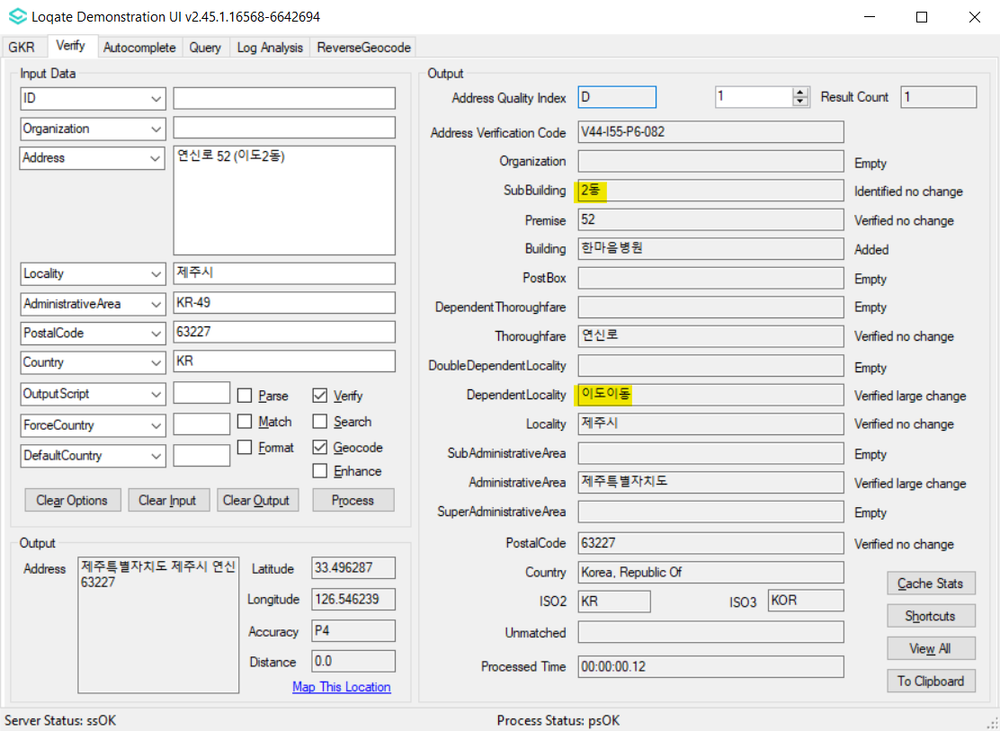 Loqate Demonstration UI v2.45.1.16568-6642694
GKR Verify Autocomplete Query Log Analysis ReverseGeocode
Input Data
ID
Organization
Address 연신로 52 (이도2동)
Locality 제주시
AdministrativeArea KR-49
PostalCode 63227
Country KR
OutputScript Parse Verify
ForceCountry Match Search
DefaultCountry Format Geocode
Enhance
Clear Options Clear Input Clear Output Process
Output
Address 제주특별자치도 제주시 연신
63227
Latitude 33.496287
Longitude 126.546239
Accuracy P4
Distance 0.0
Map This Location
Output
Address Quality Index D 1 Result Count 1
Address Verification Code V44-I55-P6-082
Organization Empty
SubBuilding 2동 Identified no change
Premise 52 Verified no change
Building 한마음병원 Added
PostBox Empty
DependentThoroughfare Empty
Thoroughfare 연신로 Verified no change
DoubleDependentLocality Empty
DependentLocality 이도이동 Verified large change
Locality 제주시 Verified no change
SubAdministrativeArea Empty
AdministrativeArea 제주특별자치도 Verified large change
SuperAdministrativeArea Empty
PostalCode 63227 Verified no change
Country Korea, Republic Of
ISO2 KR ISO3 KOR
Unmatched
Processed Time 00:00:00.12
Cache Stats
Shortcuts
View All
To Clipboard
Server Status: ssOK Process Status: psOK